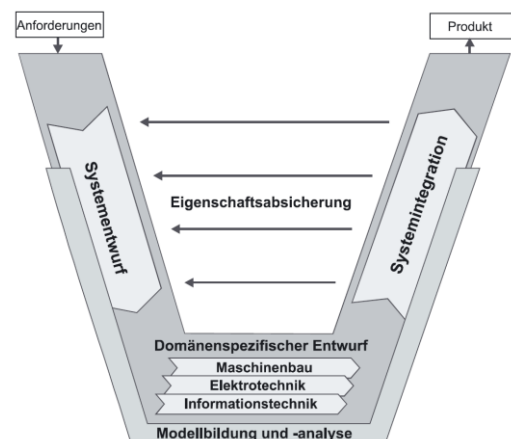 Anforderungen
Produkt
Systementwurf
Eigenschaftsabsicherung
Systemintegration
Domänenspezifischer Entwurf
Maschinenbau
Elektrotechnik
Informationstechnik
Modellbildung und -analyse